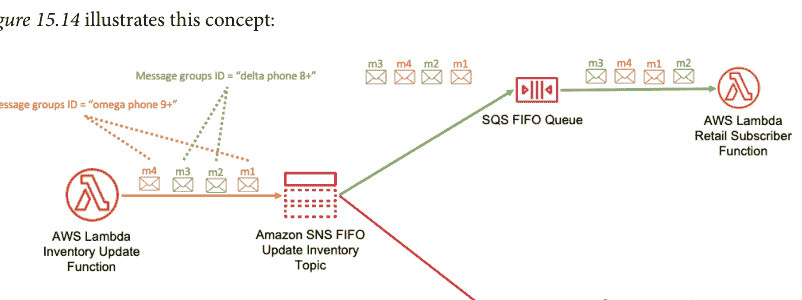 gure 15.14 illustrates this concept:
Message groups ID = "delta phone 8+"
essage groups ID = "omega phone 9+"
m3 m4 m2 m1
m3 m4 m1 m2
SQS FIFO Queue
AWS Lambda
Retail Subscriber
Function
m4 m3 m2 m1
AWS Lambda
Inventory Update
Function
Amazon SNS FIFO
Update Inventory
Topic